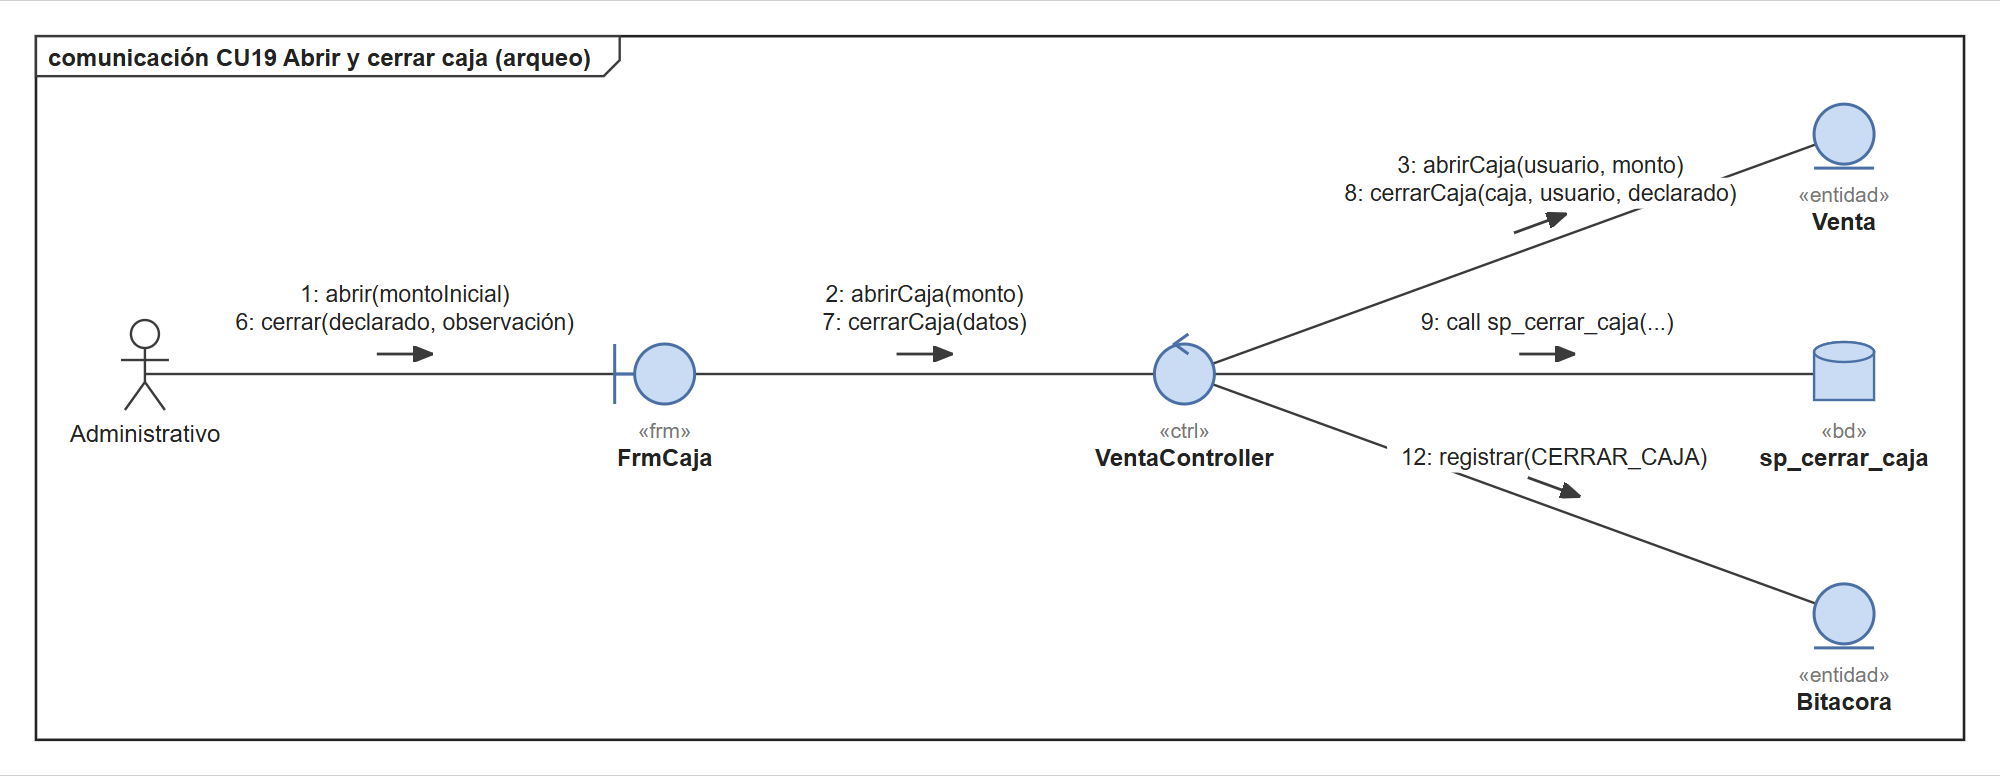 comunicación CU19 Abrir y cerrar caja (arqueo)
3: abrirCaja(usuario, monto)
8: cerrarCaja(caja, usuario, declarado)
«entidad»
Venta
1: abrir(montoInicial)
6: cerrar(declarado, observación)
2: abrirCaja(monto)
7: cerrarCaja(datos)
9: call sp_cerrar_caja(...)
Administrativo
«frm»
FrmCaja
«ctrl»
VentaController
«bd»
sp_cerrar_caja
12: registrar(CERRAR_CAJA)
«entidad»
Bitacora